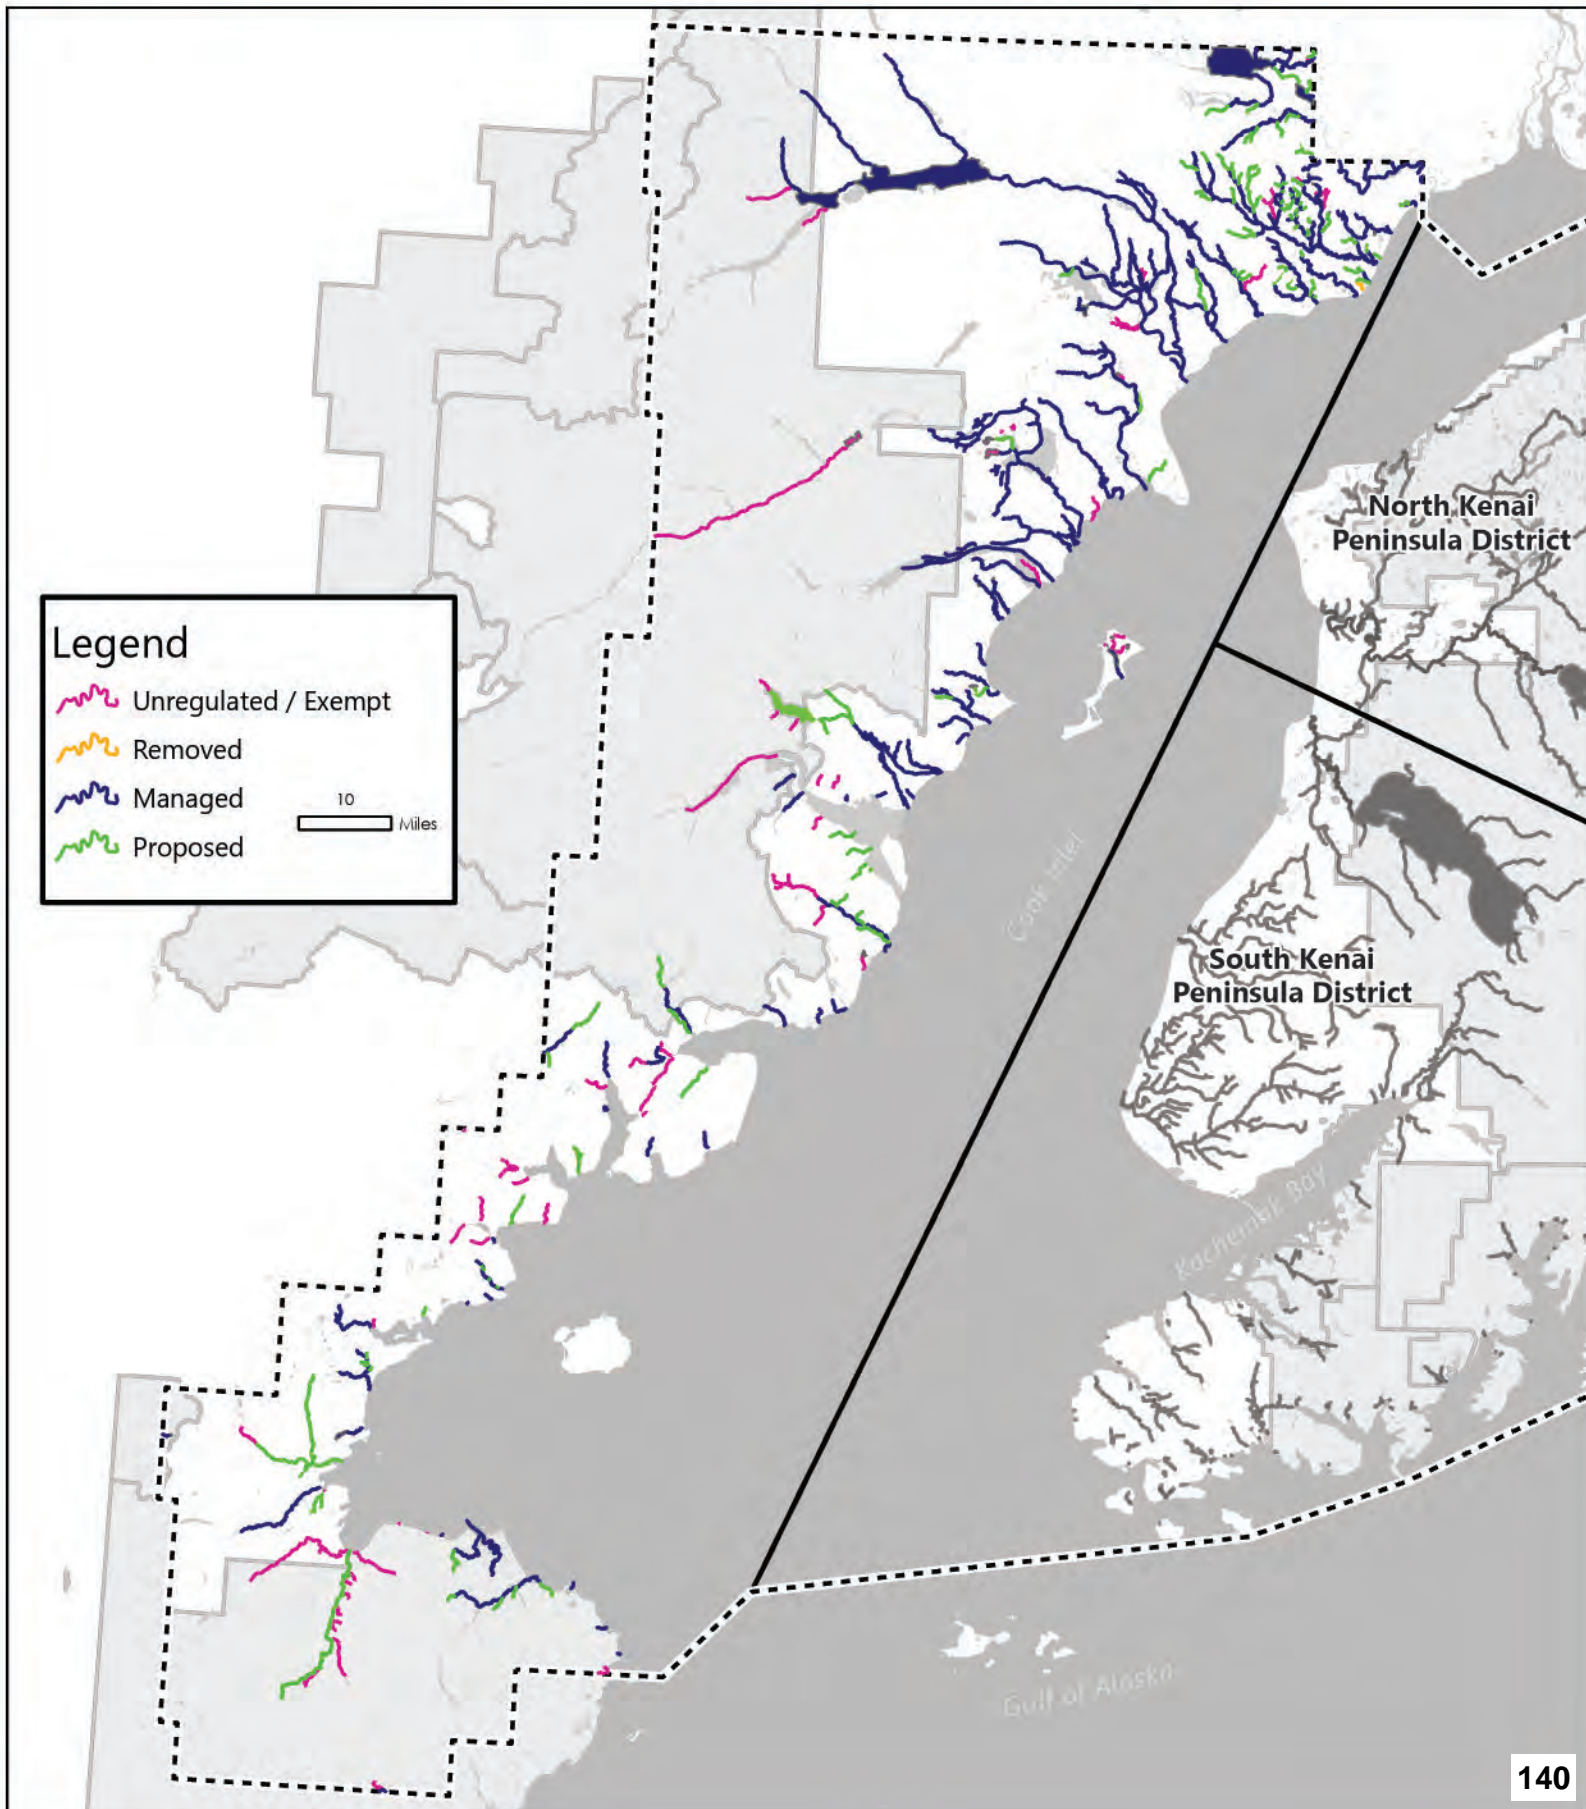 North Kenai
Peninsula District
Legend
Unregulated / Exempt
Removed
Managed
10
Miles
Proposed
Cook Inlet
South Kenai
Peninsula District
Kachemak Bay
Gulf of Alaska
140